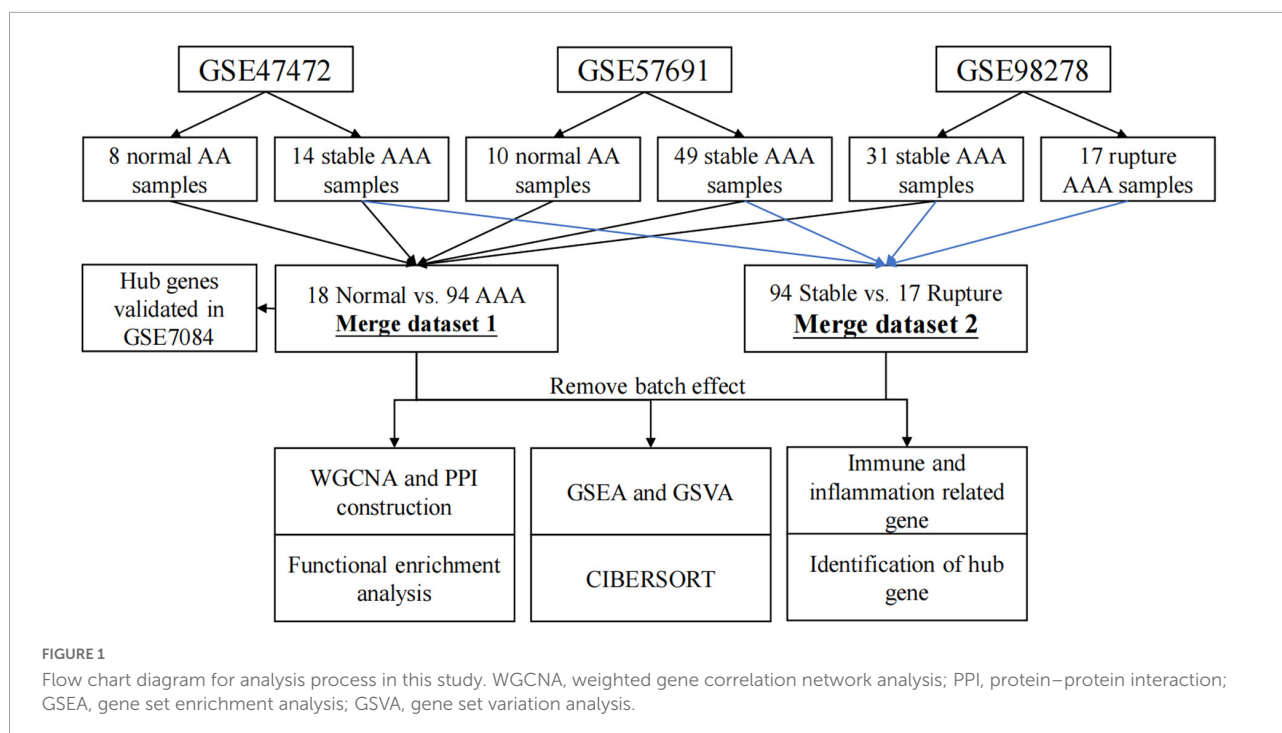 GSE47472
GSE57691
GSE98278
8 normal AA
samples
14 stable AAA
samples
10 normal AA
samples
49 stable AAA
samples
31 stable AAA
samples
17 rupture
AAA samples
Hub genes
validated in
GSE7084
18 Normal vs. 94 AAA
Merge dataset 1
94 Stable vs. 17 Rupture
Merge dataset 2
Remove batch effect
WGCNA and PPI
construction
GSEA and GSVA
Immune and
inflammation related
gene
Functional enrichment
analysis
CIBERSORT
Identification of hub
gene
FIGURE 1
Flow chart diagram for analysis process in this study. WGCNA, weighted gene correlation network analysis; PPI, protein–protein interaction;
GSEA, gene set enrichment analysis; GSVA, gene set variation analysis.